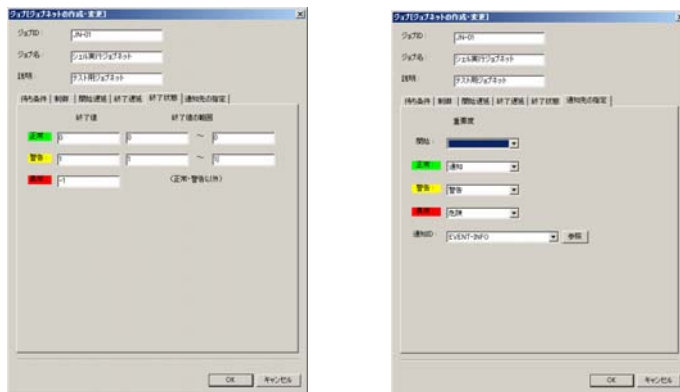 ジョブ[ジョブネットの作成・変更]
ジョブID： JN-01
ジョブ名： シェル実行ジョブネット
説明： テスト用ジョブネット
待ち条件 制御 開始遅延 終了遅延 終了状態 通知先の指定
終了値 終了値の範囲
正常： 0 0 ～ 0
警告： 1 1 ～
異常： -1 (正常・警告以外)
OK キャンセル
ジョブ[ジョブネットの作成・変更]
ジョブID： JN-01
ジョブ名： シェル実行ジョブネット
説明： テスト用ジョブネット
待ち条件 制御 開始遅延 終了遅延 終了状態 通知先の指定
重要度
開始：
正常： 通知
警告： 警告
異常： 危険
通知ID： EVENT-INFO 参照
OK キャンセル